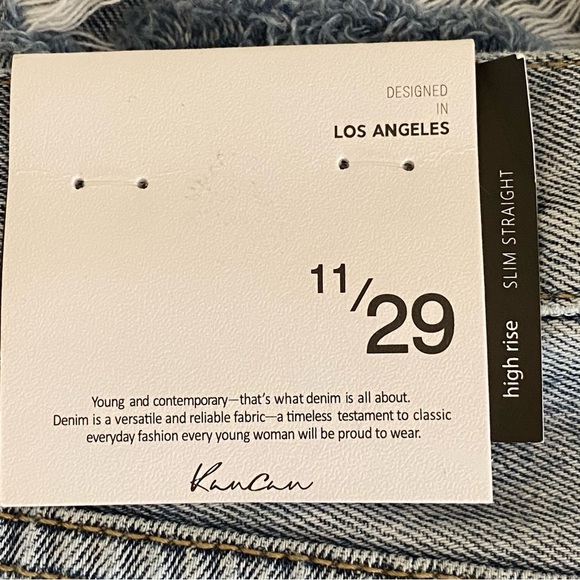 DESIGNED
IN
LOS ANGELES
11/29
Young and contemporary—that's what denim is all about.
Denim is a versatile and reliable fabric—a timeless testament to classic
everyday fashion every young woman will be proud to wear.
KanCan
high rise SLIM STRAIGHT